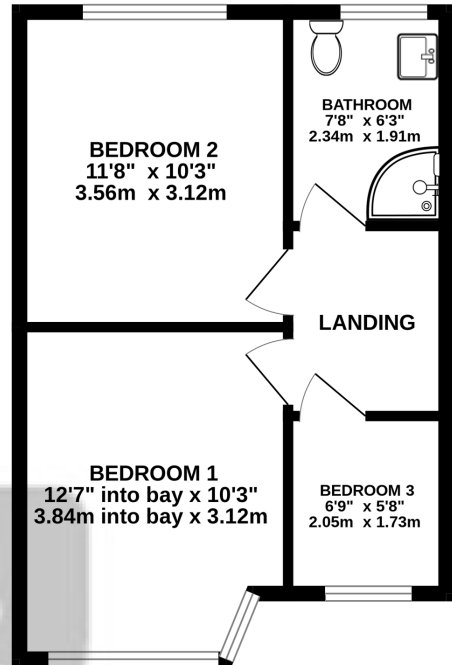 BATHROOM
7'8" x 6'3"
2.34m x 1.91m
BEDROOM 2
11'8" x 10'3"
3.56m x 3.12m
LANDING
BEDROOM 1
12'7" into bay x 10'3"
3.84m into bay x 3.12m
BEDROOM 3
6'9" x 5'8"
2.05m x 1.73m